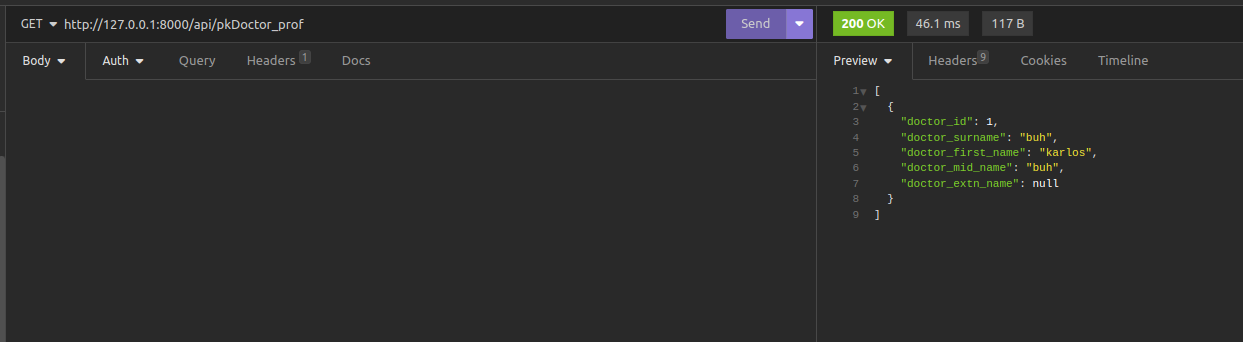 GET http://127.0.0.1:8000/api/pkDoctor_prof Send 200 OK 46.1 ms 117 B
Body Auth Query Headers 1 Docs Preview Headers 9 Cookies Timeline
1 [
2 {
3 "doctor_id": 1,
4 "doctor_surname": "buh",
5 "doctor_first_name": "karlos",
6 "doctor_mid_name": "buh",
7 "doctor_extn_name": null
8 }
9 ]